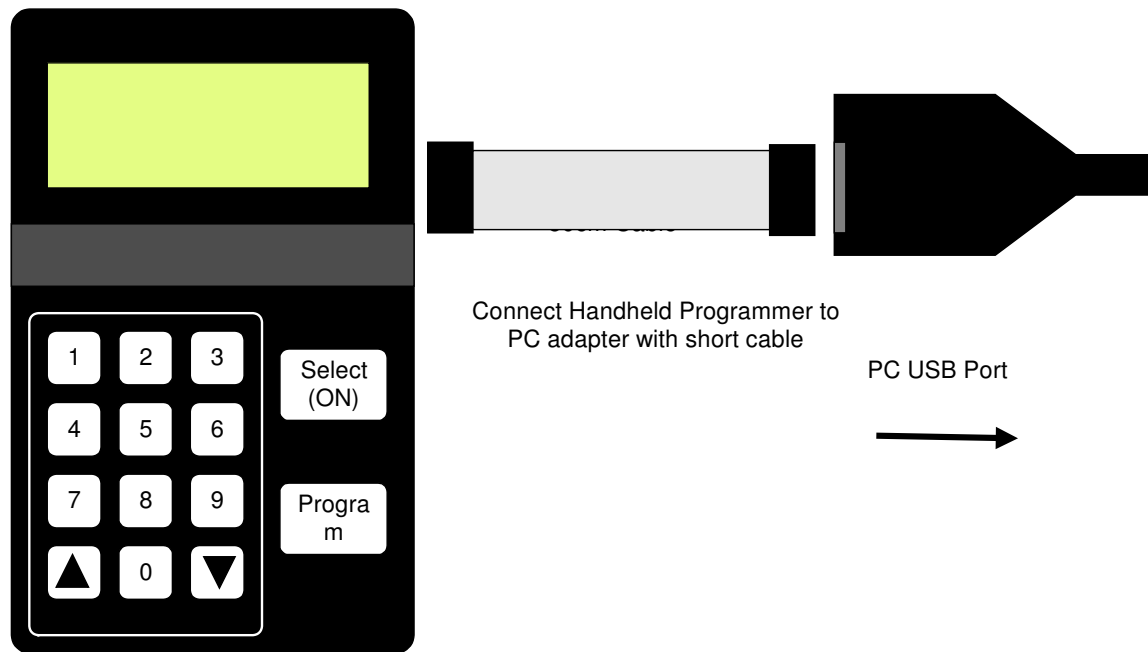 Connect Handheld Programmer to
PC adapter with short cable
PC USB Port
1 2 3
4 5 6
7 8 9
0
Select
(ON)
Progra
m